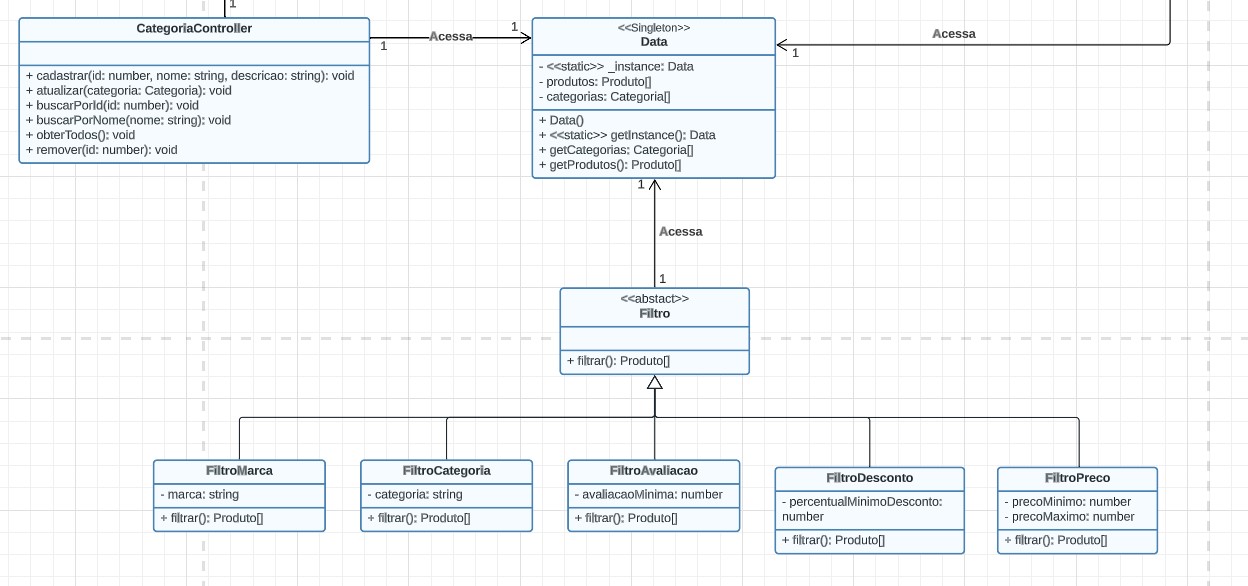 1
CategoriaController
+ cadastrar(id: number, nome: string, descricao: string): void
+ atualizar(categoria: Categoria): void
+ buscarPorId(id: number): void
+ buscarPorNome(nome: string): void
+ obterTodos(): void
+ remover(id: number): void
1
Acessa
1
<<Singleton>>
Data
- <<static>> _instance: Data
- produtos: Produto[]
- categorias: Categoria[]
+ Data()
+ <<static>> getInstance(): Data
+ getCategorias: Categoria[]
+ getProdutos(): Produto[]
Acessa
1
1
Acessa
1
<<abstact>>
Filtro
+ filtrar(): Produto[]
FiltroMarca
- marca: string
+ filtrar(): Produto[]
FiltroCategoria
- categoria: string
+ filtrar(): Produto[]
FiltroAvaliacao
- avaliacaoMinima: number
+ filtrar(): Produto[]
FiltroDesconto
- percentualMinimoDesconto:
number
+ filtrar(): Produto[]
FiltroPreco
- precoMinimo: number
- precoMaximo: number
+ filtrar(): Produto[]